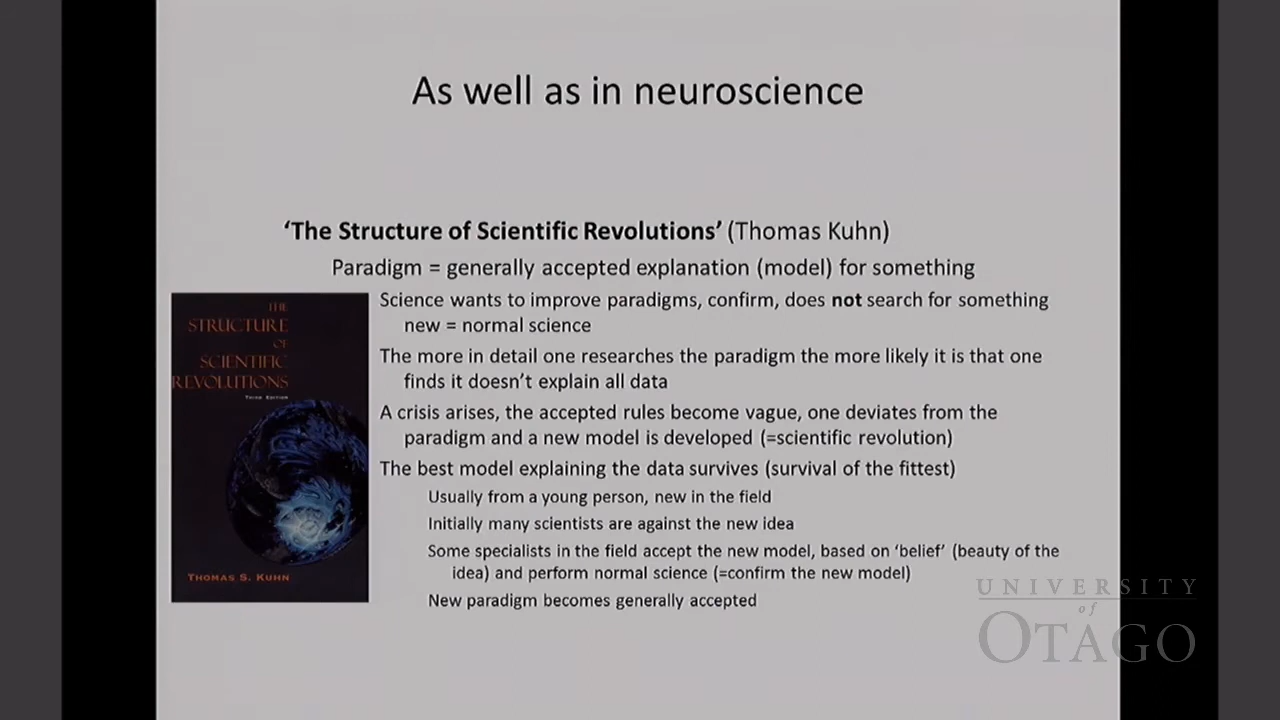 As well as in neuroscience
‘The Structure of Scientific Revolutions’ (Thomas Kuhn)
Paradigm = generally accepted explanation (model) for something
Science wants to improve paradigms, confirm, does not search for something
new = normal science
The more in detail one researches the paradigm the more likely it is that one
finds it doesn’t explain all data
A crisis arises, the accepted rules become vague, one deviates from the
paradigm and a new model is developed (=scientific revolution)
The best model explaining the data survives (survival of the fittest)
Usually from a young person, new in the field
Initially many scientists are against the new idea
Some specialists in the field accept the new model, based on ‘belief’ (beauty of the
idea) and perform normal science (=confirm the new model)
New paradigm becomes generally accepted
THE
STRUCTURE
OF
SCIENTIFIC
REVOLUTIONS
THIRD EDITION
THOMAS S. KUHN
UNIVERSITY
of
OTAGO